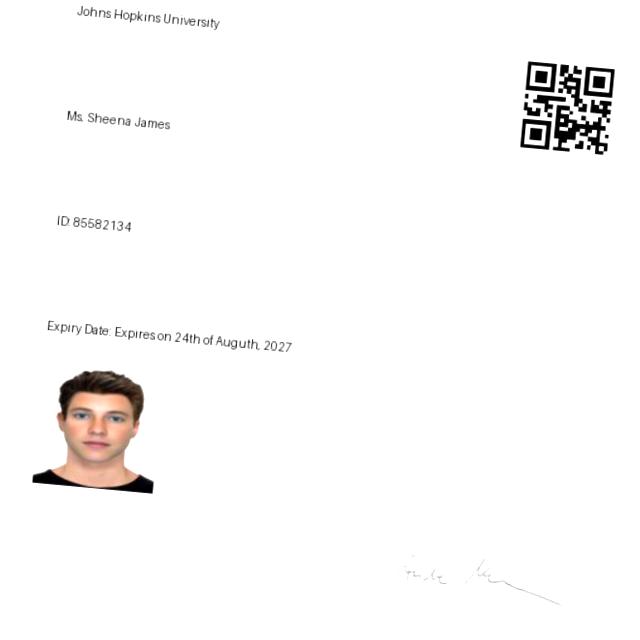 Johns Hopkins University
Ms. Sheena James
ID: 85582134
Expiry Date: Expires on 24th of Auguth, 2027